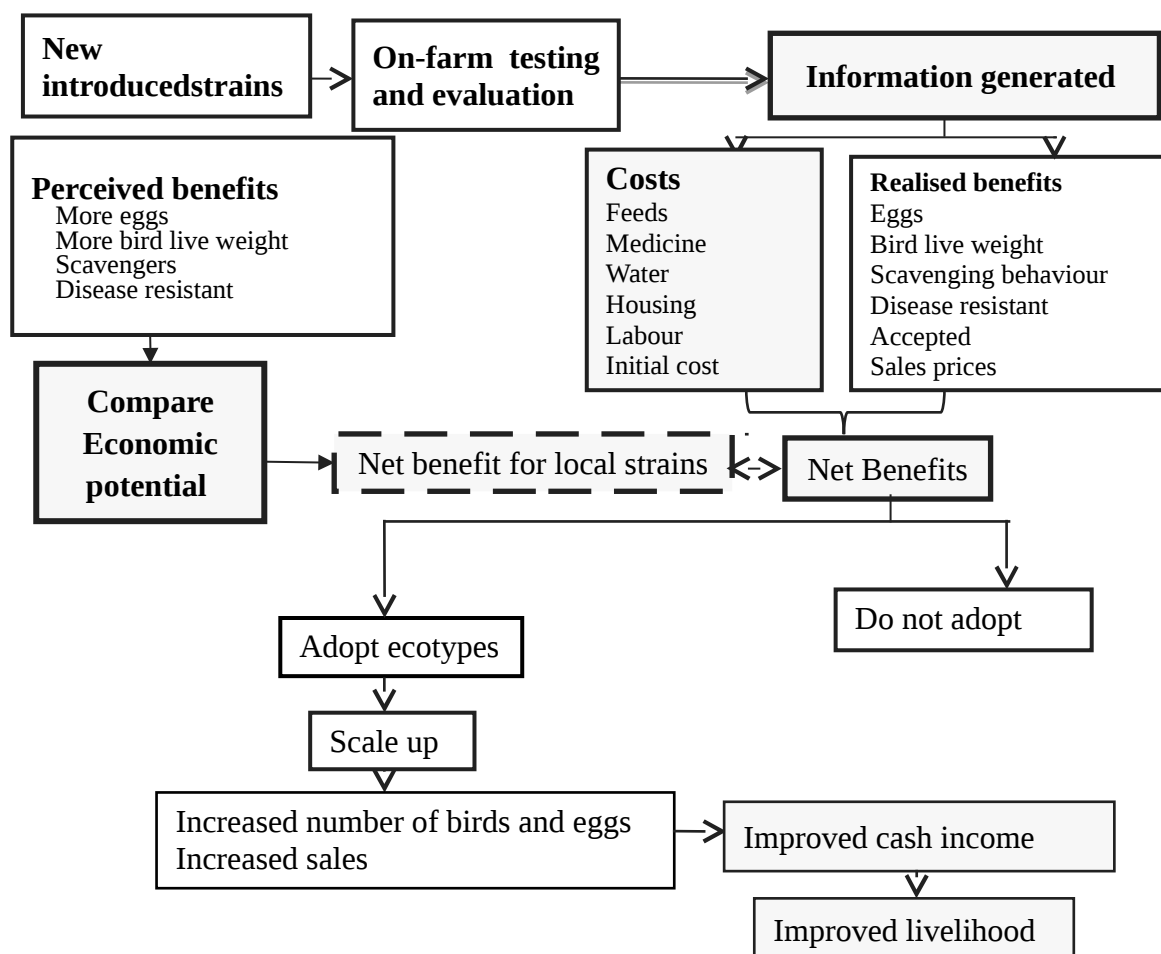 New
introducedstrains
On-farm testing
and evaluation
Information generated
Perceived benefits
More eggs
More bird live weight
Scavengers
Disease resistant
Costs
Feeds
Medicine
Water
Housing
Labour
Initial cost
Realised benefits
Eggs
Bird live weight
Scavenging behaviour
Disease resistant
Accepted
Sales prices
Compare
Economic
potential
Net benefit for local strains
Net Benefits
Do not adopt
Adopt ecotypes
Scale up
Increased number of birds and eggs
Increased sales
Improved cash income
Improved livelihood